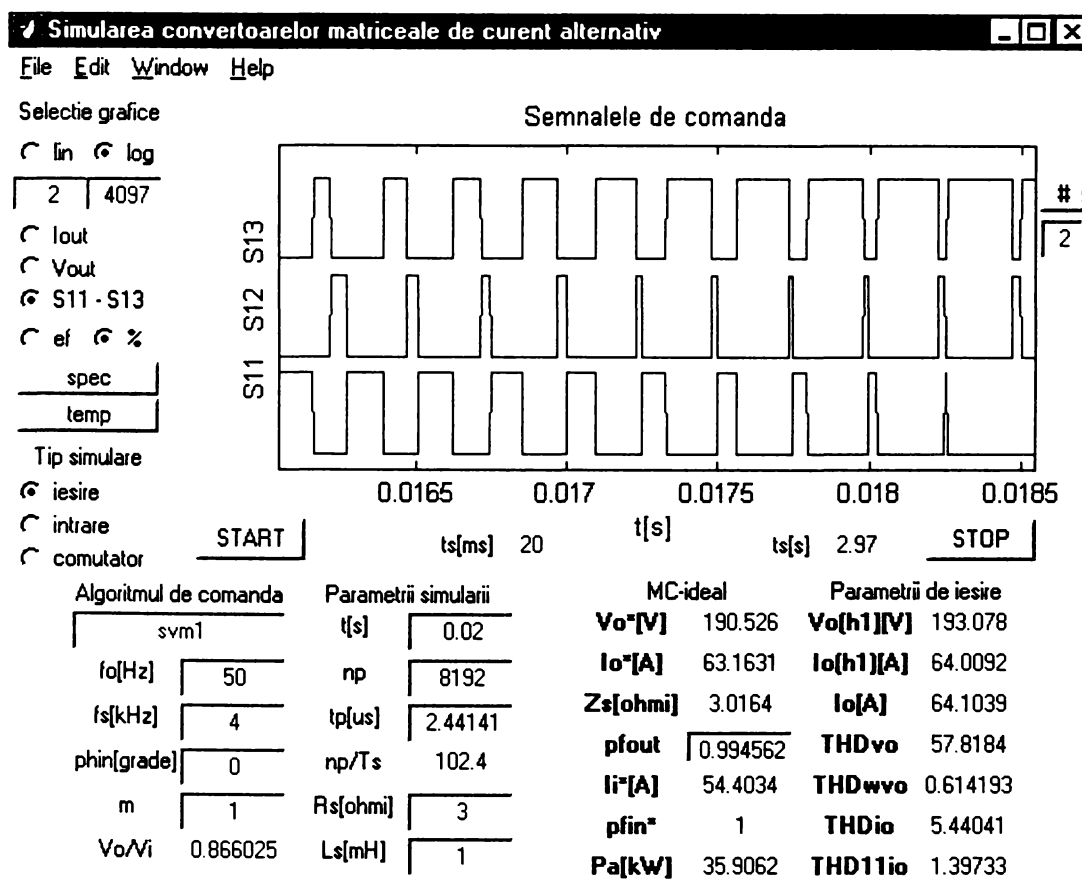 Simularea convertoarelor matriceale de curent alternativ
File Edit Window Help
Selectie grafice
lin log
2 4097
Iout
Vout
S11 - S13
ef %
spec
temp
Tip simulare
iesire
intrare
comutator
Semnalele de comanda
S13
S12
S11
0.0165 0.017 0.0175 0.018 0.0185
t[s]
#
2
START
ts[ms] 20
ts[s] 2.97
STOP
Algoritmul de comanda
svm1
fo[Hz] 50
fs[kHz] 4
phin[grade] 0
m 1
Vo/Vi 0.866025
Parametrii simularii
t[s] 0.02
np 8192
tp[us] 2.44141
np/Ts 102.4
Rs[ohmi] 3
Ls[mH] 1
MC-ideal
Vo*[V] 190.526
Io*[A] 63.1631
Zs[ohmi] 3.0164
pfout 0.994562
Ii*[A] 54.4034
pfin* 1
Pa[kW] 35.9062
Parametrii de iesire
Vo(h1)[V] 193.078
Io(h1)[A] 64.0092
Io[A] 64.1039
THDvo 57.8184
THDwvo 0.614193
THDio 5.44041
THD11io 1.39733